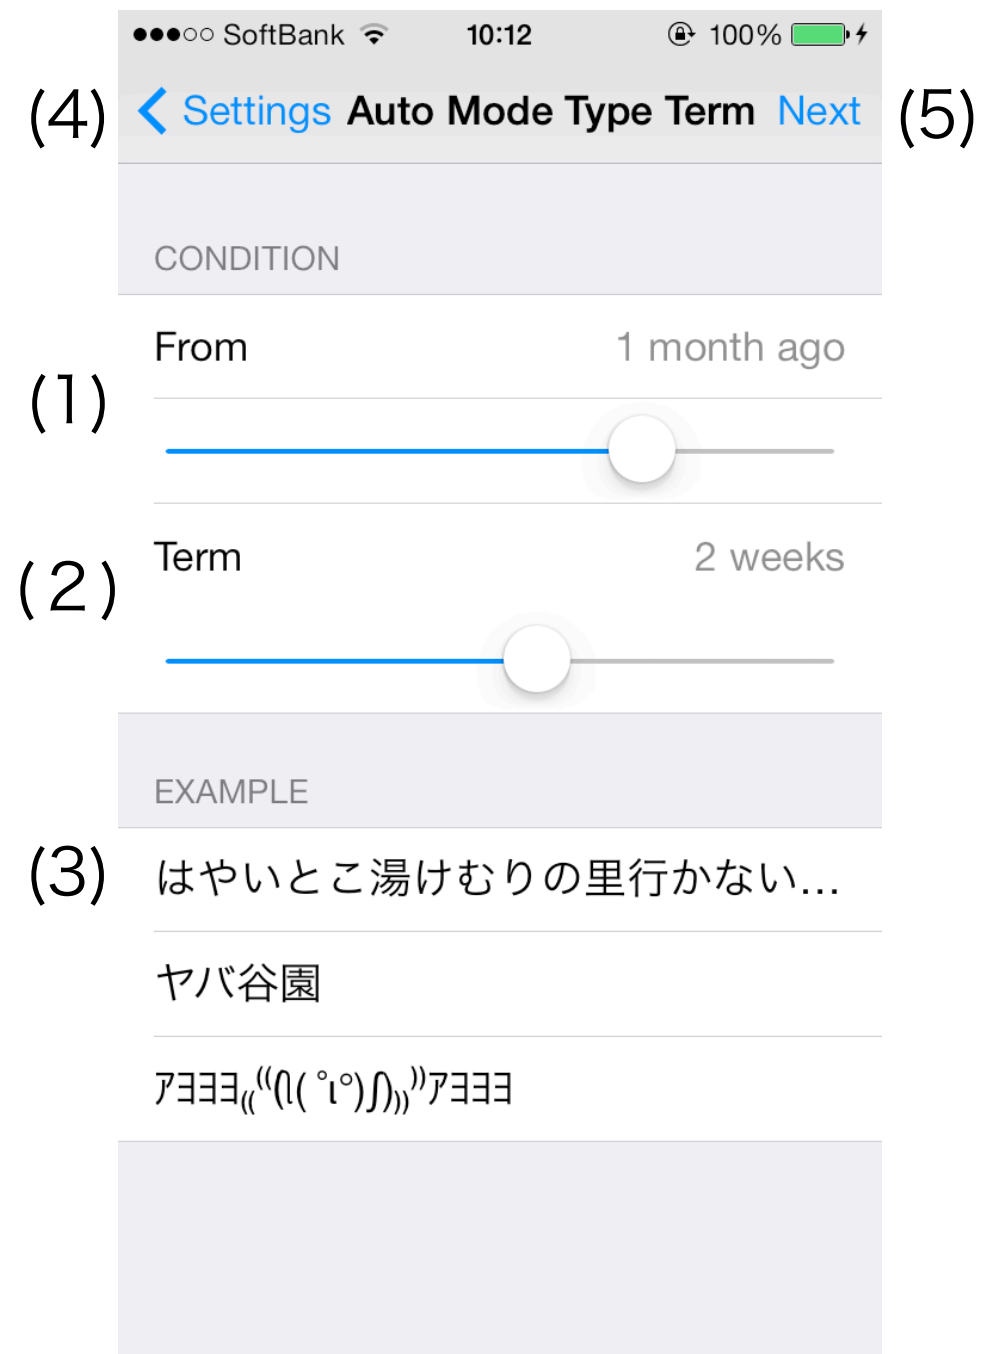 ●●●○○ SoftBank 10:12 100%
(4) Settings Auto Mode Type Term Next (5)
CONDITION
From 1 month ago
(1)
Term 2 weeks
(2)
EXAMPLE
(3) はやいとこ湯けむりの里行かない...
ヤバ谷園
ｱﾖﾖﾖ₍₍⁽⁽(ી( ˚ɩ°)ʃ)₎₎⁾⁾ｱﾖﾖﾖ